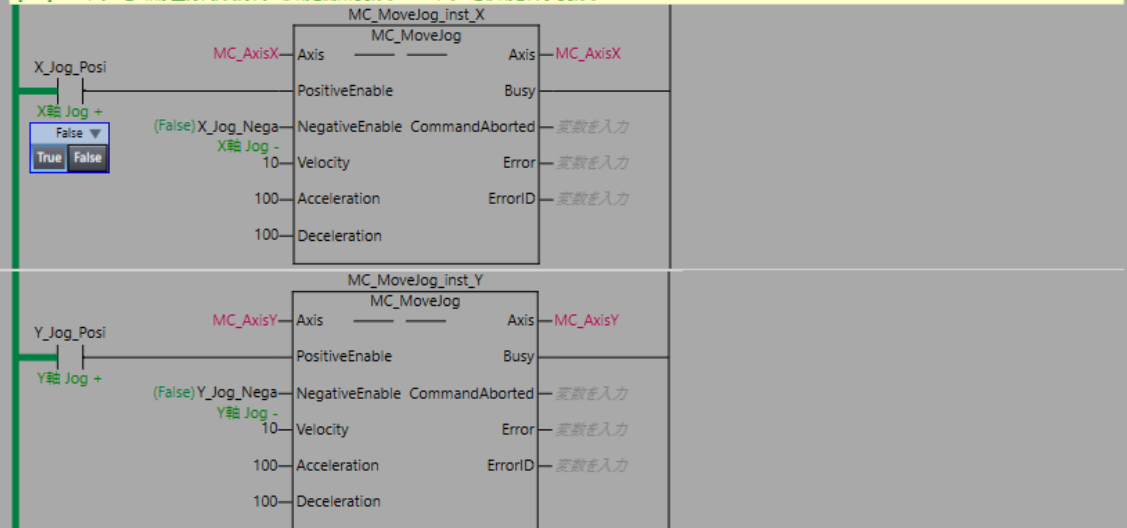 MC_MoveJog_inst_X
MC_MoveJog
MC_AxisX Axis Axis MC_AxisX
X_Jog_Posi
PositiveEnable Busy
X軸 Jog +
False ▼
True False
(False) X_Jog_Nega NegativeEnable CommandAborted 変数を入力
X軸 Jog -
10 Velocity Error 変数を入力
100 Acceleration ErrorID 変数を入力
100 Deceleration
MC_MoveJog_inst_Y
MC_MoveJog
MC_AxisY Axis Axis MC_AxisY
Y_Jog_Posi
PositiveEnable Busy
Y軸 Jog +
(False) Y_Jog_Nega NegativeEnable CommandAborted 変数を入力
Y軸 Jog -
10 Velocity Error 変数を入力
100 Acceleration ErrorID 変数を入力
100 Deceleration